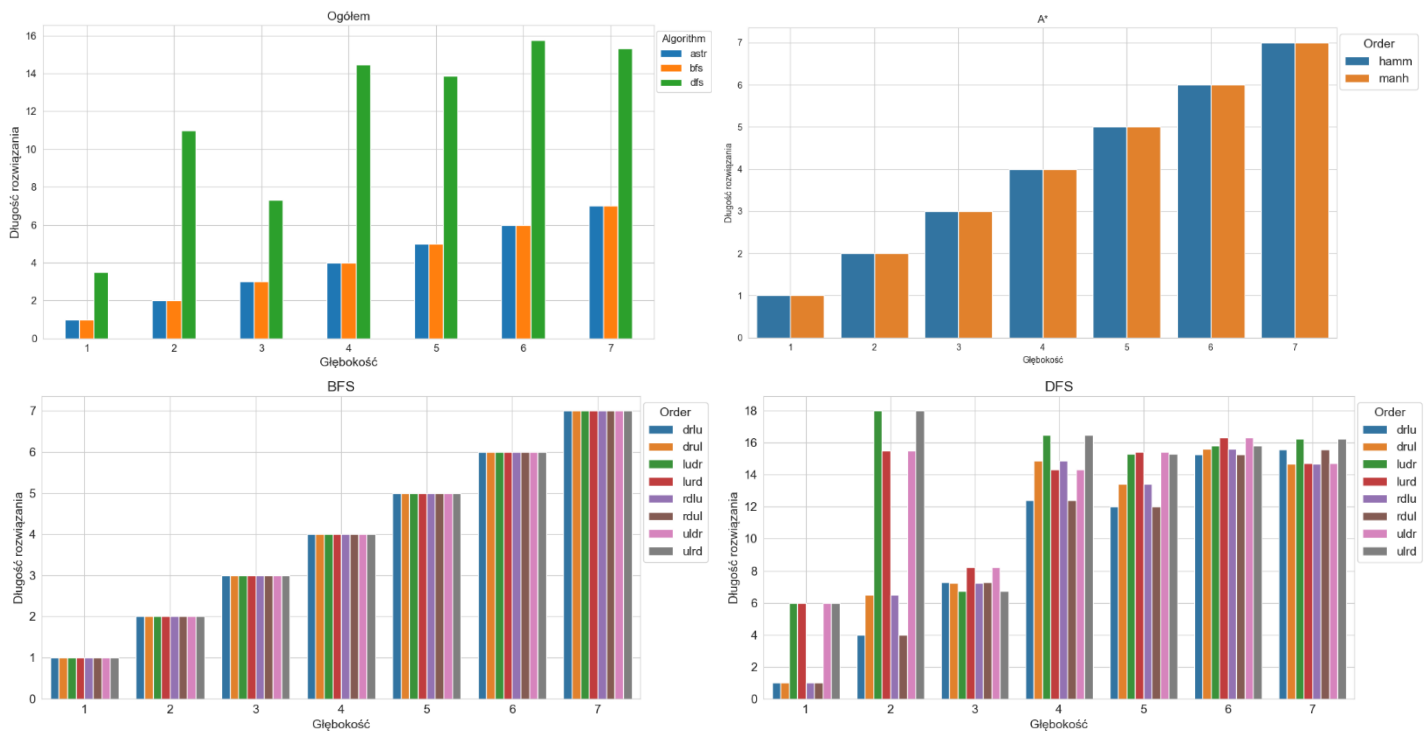 Ogółem
Długość rozwiązania
16
14
12
10
8
6
4
2
0
1 2 3 4 5 6 7
Głębokość
Algorithm
astr
bfs
dfs
A*
Długość rozwiązania
7
6
5
4
3
2
1
0
1 2 3 4 5 6 7
Głębokość
Order
hamm
manh
BFS
Długość rozwiązania
7
6
5
4
3
2
1
0
1 2 3 4 5 6 7
Głębokość
Order
drlu
drul
ludr
lurd
rdlu
rdul
uldr
ulrd
DFS
Długość rozwiązania
18
16
14
12
10
8
6
4
2
0
1 2 3 4 5 6 7
Głębokość
Order
drlu
drul
ludr
lurd
rdlu
rdul
uldr
ulrd